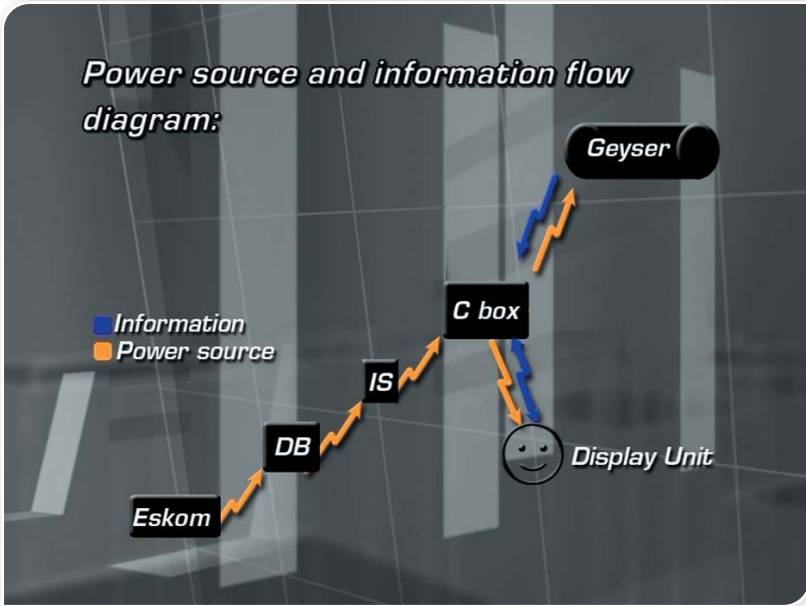 Power source and information flow
diagram:
Geyser
C box
Information
Power source
IS
DB
Display Unit
Eskom